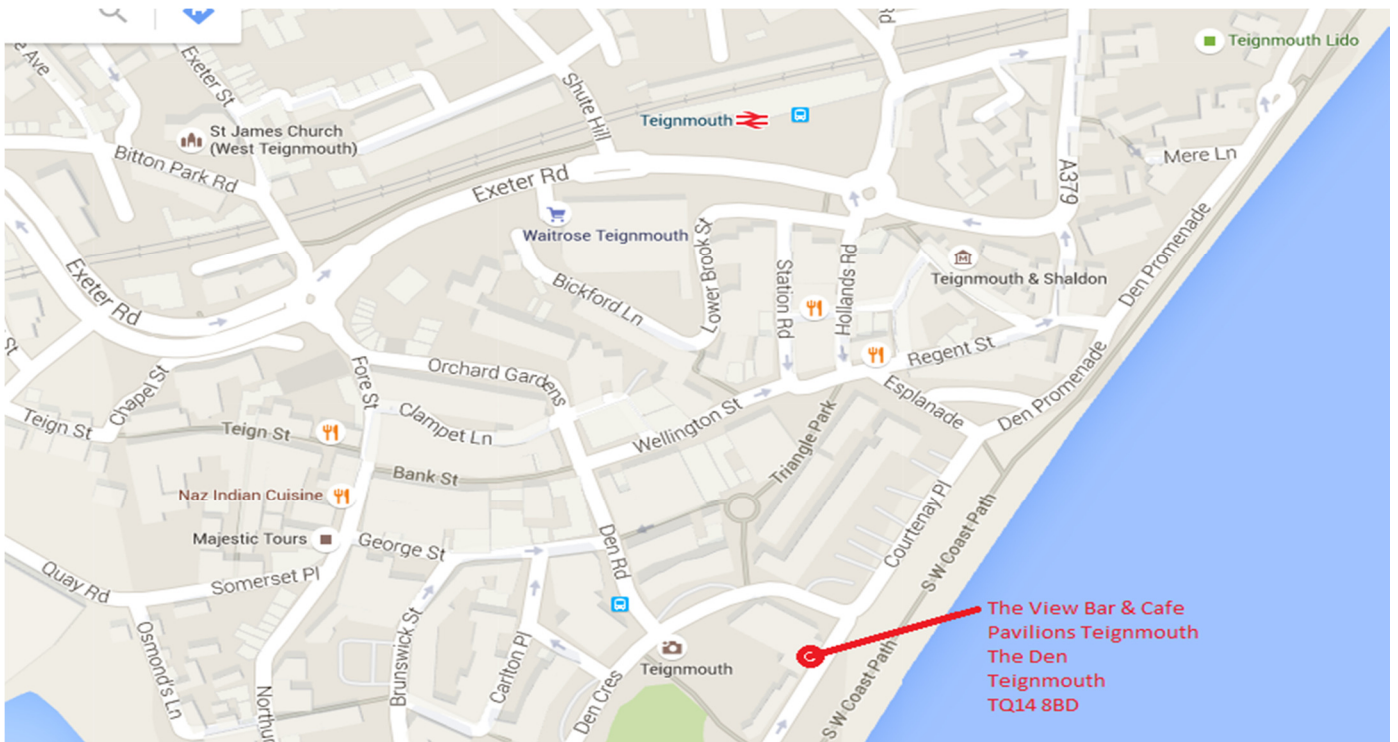 Rd
Teignmouth Lido
e Ave
Exeter St
Shute Hill
Teignmouth
St James Church
(West Teignmouth)
Bitton Park Rd
Mere Ln
A379
Exeter Rd
Waitrose Teignmouth
Lower Brook St
Station Rd
Hollands Rd
Teignmouth & Shaldon
Den Promenade
Exeter Rd
Bickford Ln
St
Regent St
Chapel St
Fore St
Orchard Gardens
Esplanade
Den Promenade
Clampet Ln
Teign St
Teign St
Wellington St
Triangle Park
Bank St
Naz Indian Cuisine
Majestic Tours
George St
Den Rd
Courtenay Pl
S W Coast Path
Quay Rd
Somerset Pl
Osmond's Ln
Brunswick St
Carlton Pl
Teignmouth
Den Cres
S W Coast Path
C
The View Bar & Cafe
Pavilions Teignmouth
The Den
Teignmouth
TQ14 8BD